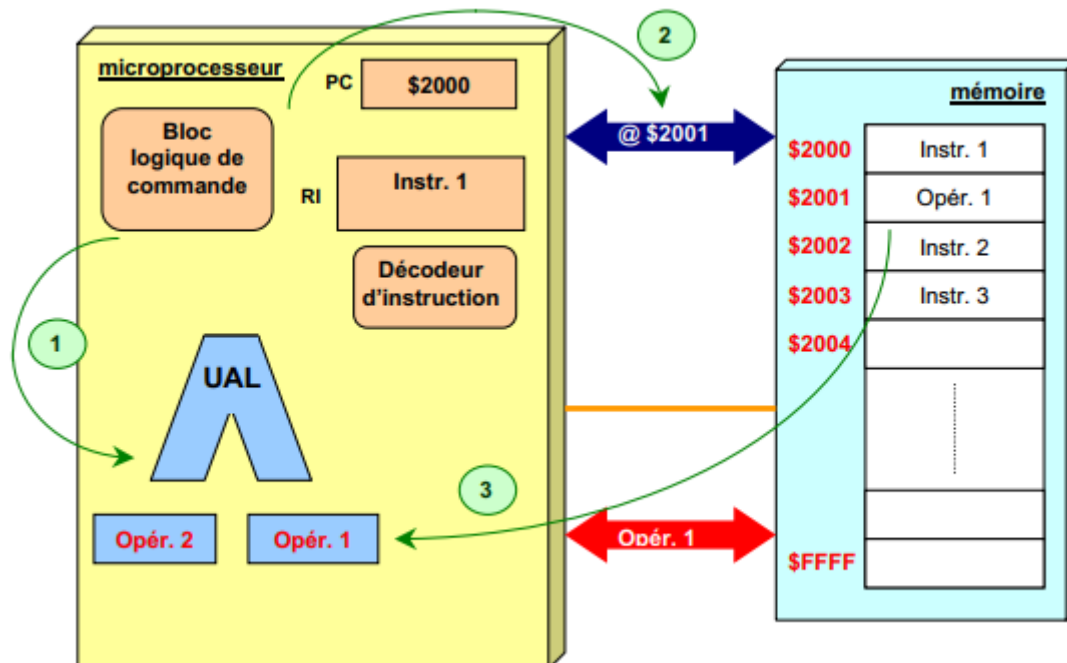 microprocesseur
PC
$2000
2
Bloc
logique de
commande
RI
Instr. 1
Décodeur
d'instruction
1
UAL
3
Opér. 2
Opér. 1
@ $2001
Opér. 1
mémoire
$2000
Instr. 1
$2001
Opér. 1
$2002
Instr. 2
$2003
Instr. 3
$2004
$FFFF